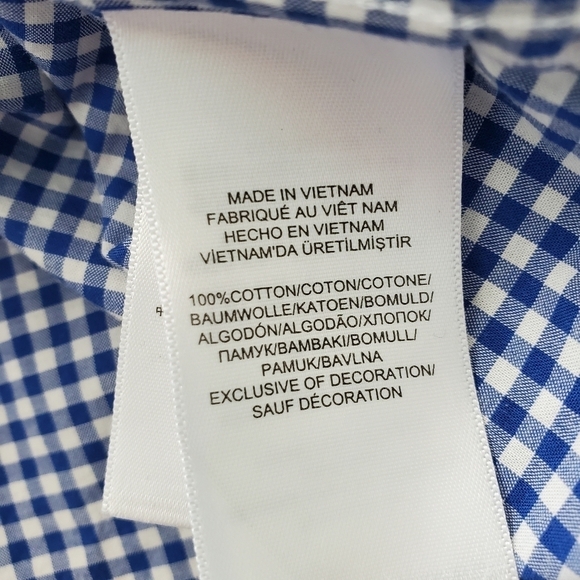 MADE IN VIETNAM
FABRIQUÉ AU VIÊT NAM
HECHO EN VIETNAM
VİETNAM'DA ÜRETİLMİŞTİR
100%COTTON/COTON/COTONE/
BAUMWOLLE/KATOEN/BOMULD/
ALGODÓN/ALGODÃO/ХЛОПОК/
ПАМУК/BAMBAKI/BOMULL/
PAMUK/BAVLNA
EXCLUSIVE OF DECORATION/
SAUF DÉCORATION